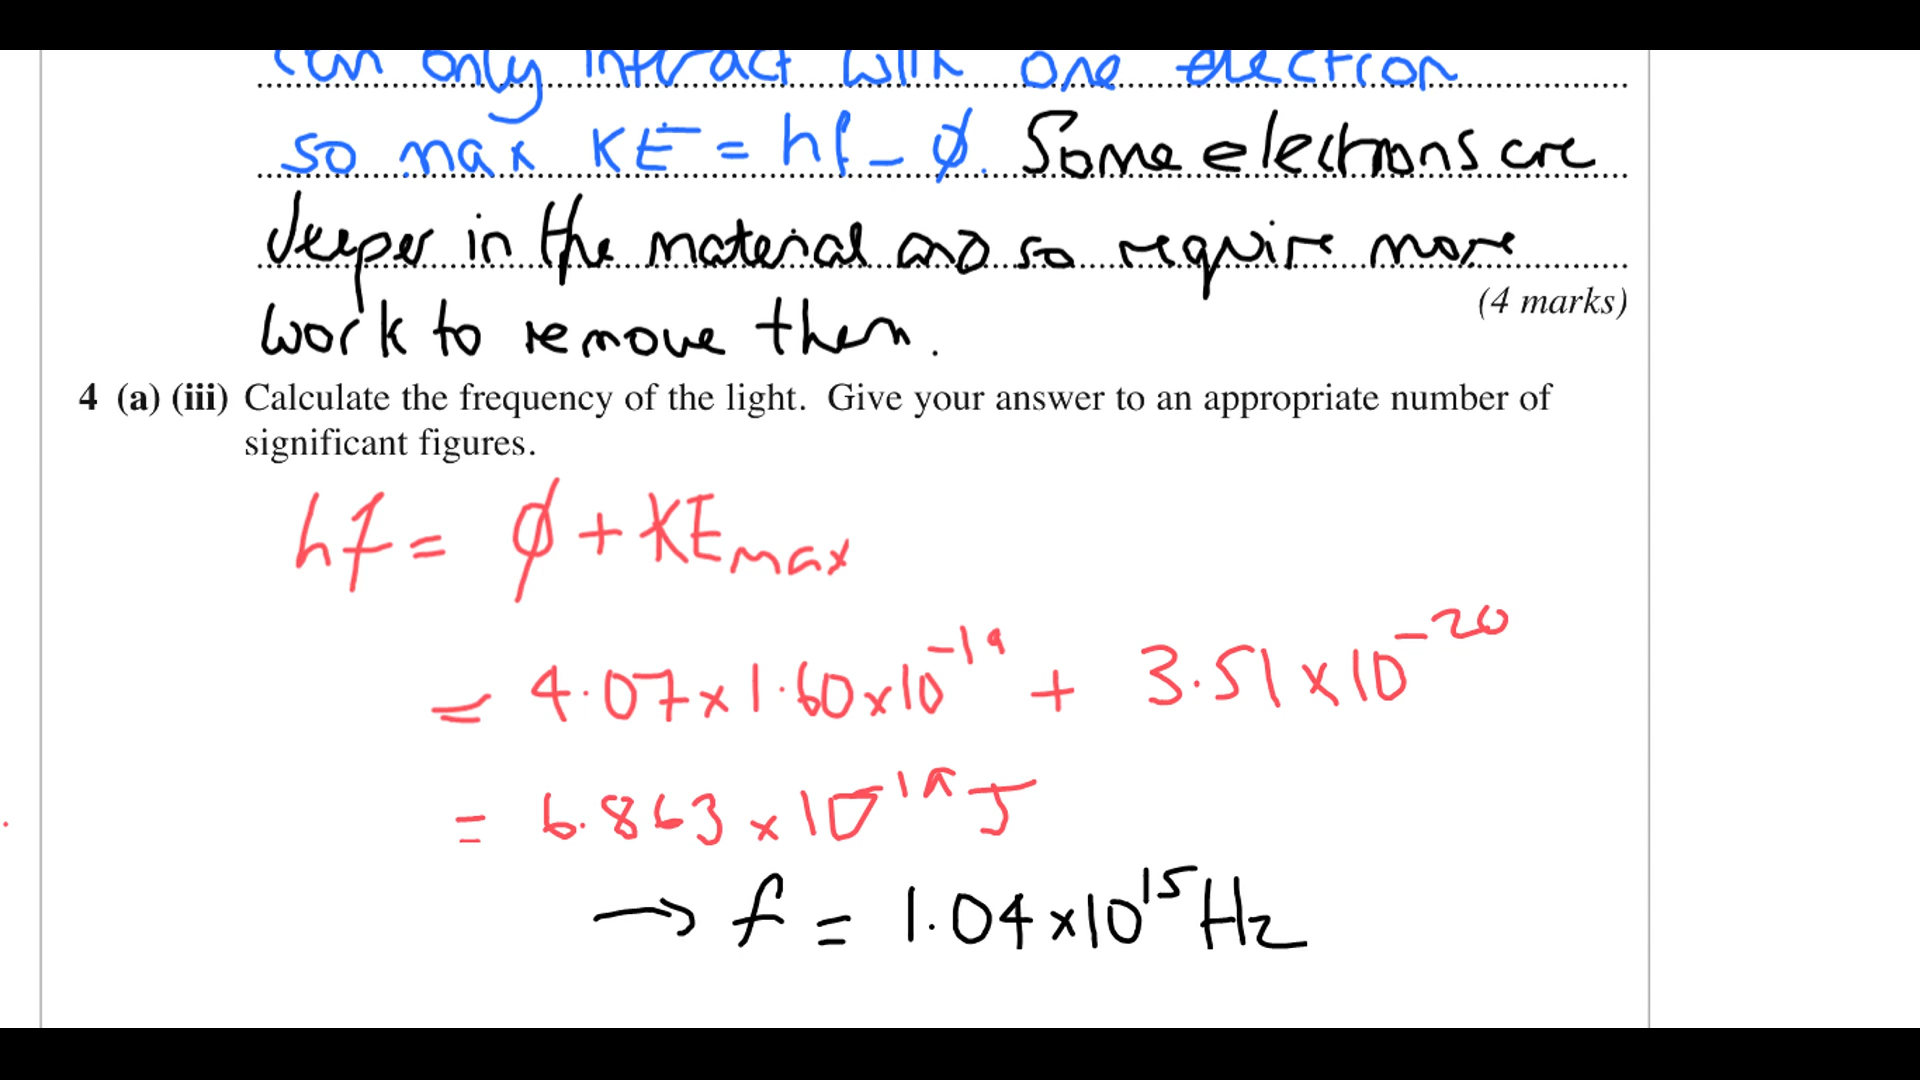 can only interact with one electron
so max KE = hf - ϕ. Some electrons are
deeper in the material and so require more
(4 marks)
work to remove them.
4 (a) (iii) Calculate the frequency of the light. Give your answer to an appropriate number of
significant figures.
hf = ϕ + KEmax
= 4.07 x 1.60 x 10^-19 + 3.51 x 10^-20
= 6.863 x 10^-19 J
→ f = 1.04 x 10^15 Hz